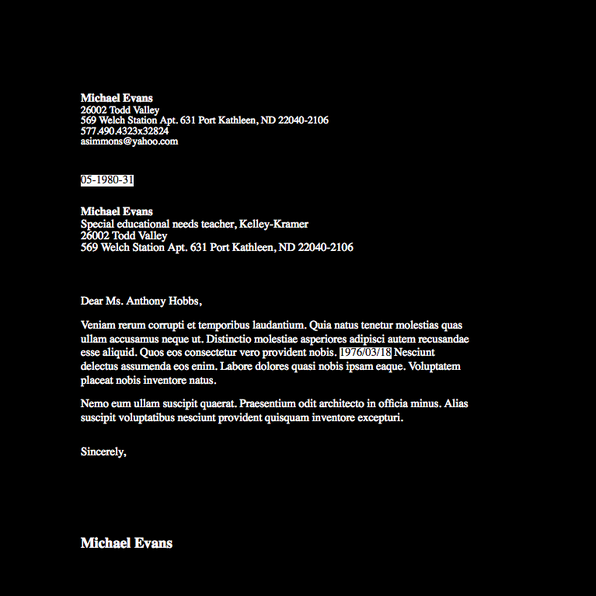 Michael Evans
26002 Todd Valley
569 Welch Station Apt. 631 Port Kathleen, ND 22040-2106
577.490.4323x32824
asimmons@yahoo.com
05-1980-31
Michael Evans
Special educational needs teacher, Kelley-Kramer
26002 Todd Valley
569 Welch Station Apt. 631 Port Kathleen, ND 22040-2106
Dear Ms. Anthony Hobbs,
Veniam rerum corrupti et temporibus laudantium. Quia natus tenetur molestias quas
ullam accusamus neque ut. Distinctio molestiae asperiores adipisci autem recusandae
esse aliquid. Quos eos consectetur vero provident nobis. 1976/03/18 Nesciunt
delectus assumenda eos enim. Labore dolores quasi nobis ipsam eaque. Voluptatem
placeat nobis inventore natus.
Nemo eum ullam suscipit quaerat. Praesentium odit architecto in officia minus. Alias
suscipit voluptatibus nesciunt provident quisquam inventore excepturi.
Sincerely,
Michael Evans